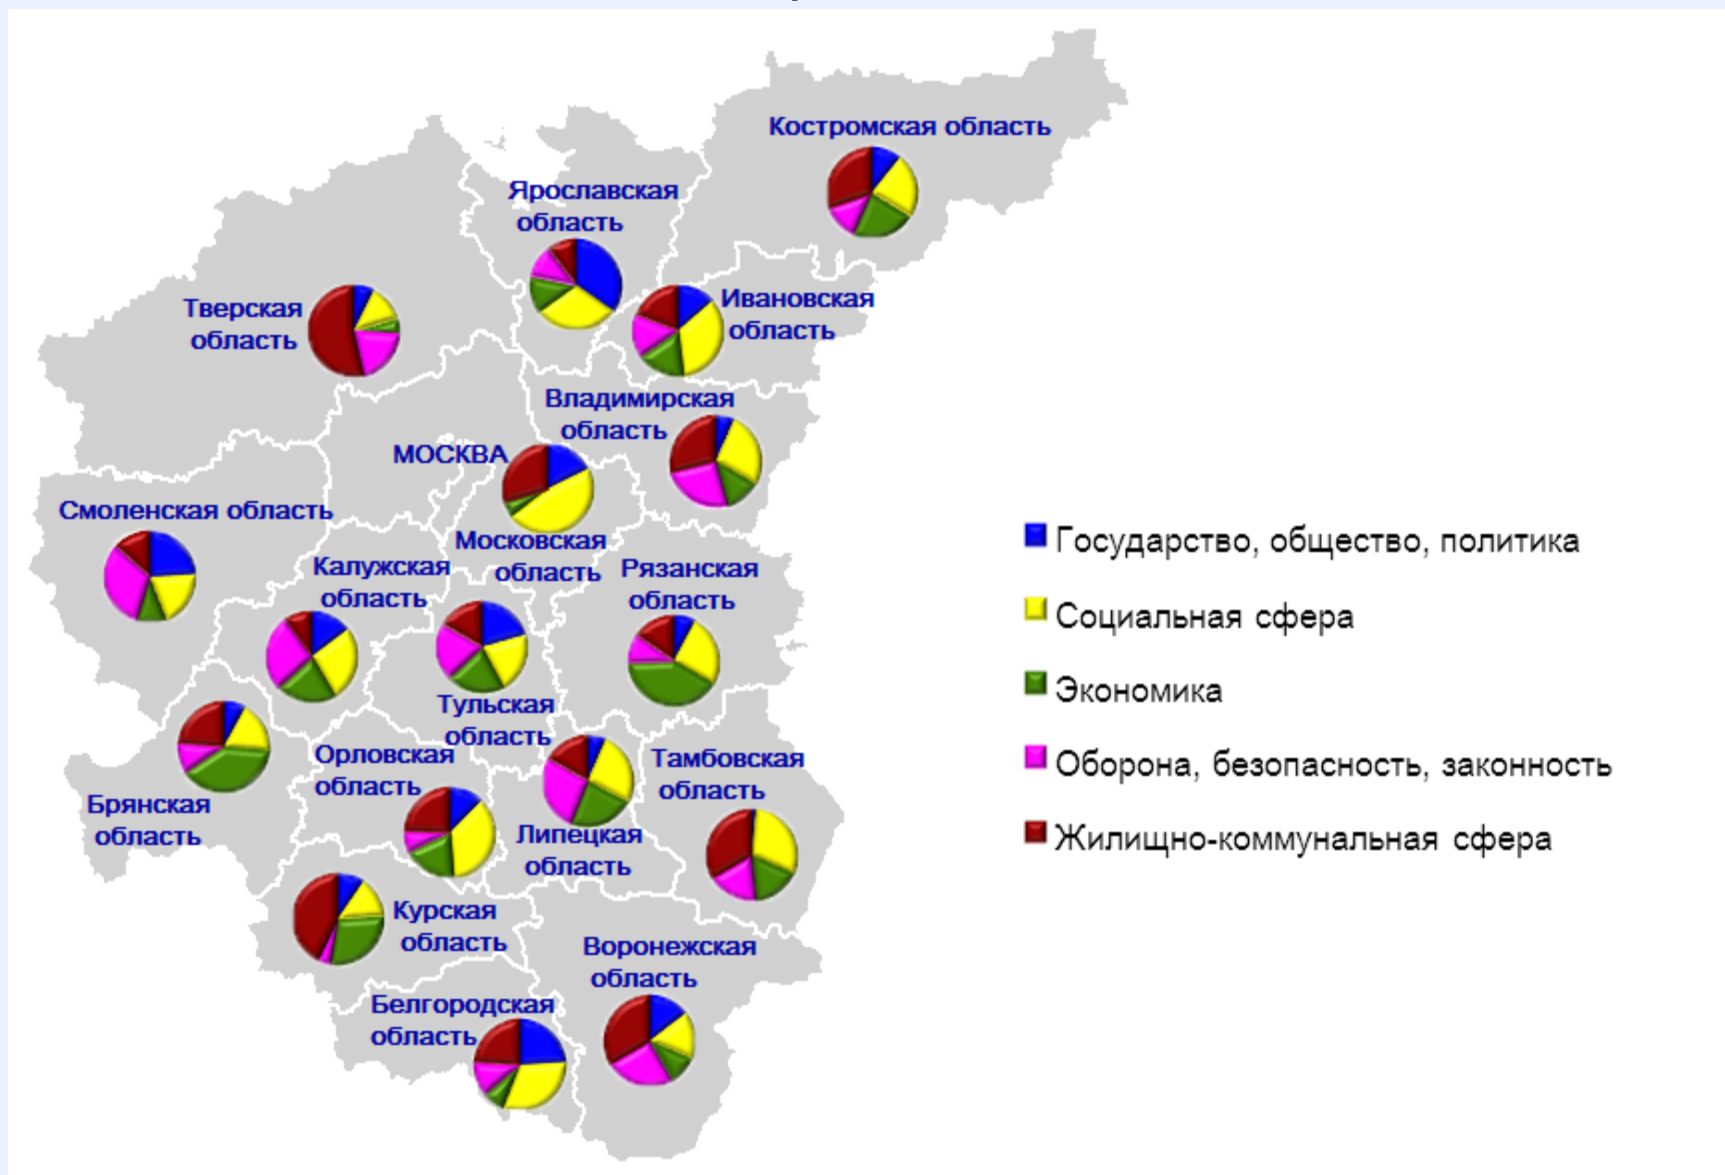 Костромская область
Ярославская
область
Тверская
область
Ивановская
область
Владимирская
область
МОСКВА
Смоленская область
Московская
область
Калужская
область
Рязанская
область
Тульская
область
Орловская
область
Тамбовская
область
Брянская
область
Липецкая
область
Курская
область
Воронежская
область
Белгородская
область
Государство, общество, политика
Социальная сфера
Экономика
Оборона, безопасность, законность
Жилищно-коммунальная сфера